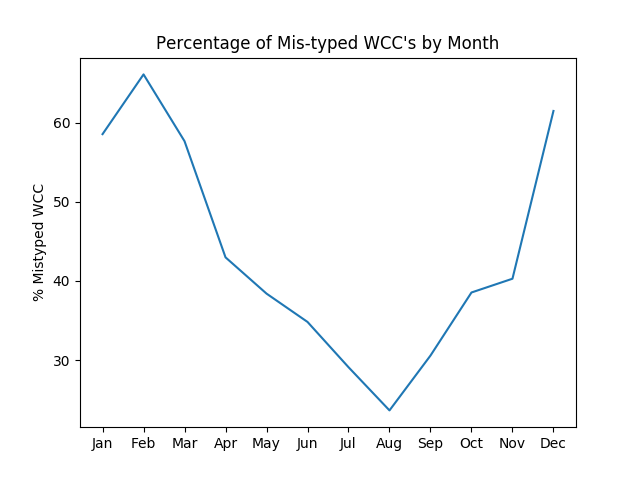 Percentage of Mis-typed WCC's by Month
% Mistyped WCC
60
50
40
30
Jan Feb Mar Apr May Jun Jul Aug Sep Oct Nov Dec